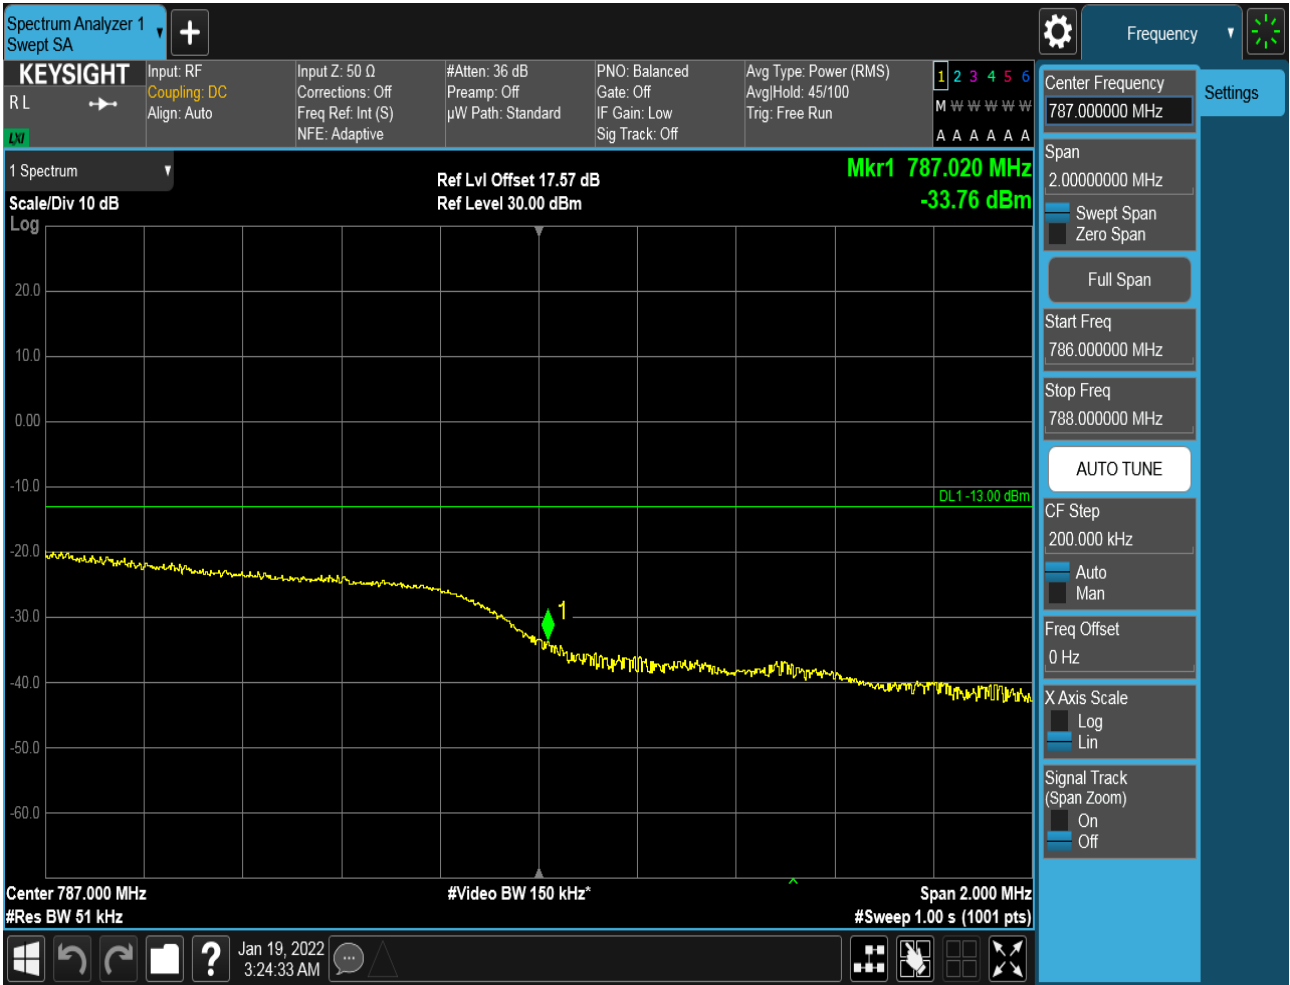 Spectrum Analyzer 1
Swept SA
Frequency
KEYSIGHT
R L
LXI
Input: RF
Coupling: DC
Align: Auto
Input Z: 50 Ω
Corrections: Off
Freq Ref: Int (S)
NFE: Adaptive
#Atten: 36 dB
Preamp: Off
µW Path: Standard
PNO: Balanced
Gate: Off
IF Gain: Low
Sig Track: Off
Avg Type: Power (RMS)
Avg|Hold: 45/100
Trig: Free Run
1 2 3 4 5 6
M W W W W W
A A A A A A
1 Spectrum
Scale/Div 10 dB
Log
Ref Lvl Offset 17.57 dB
Ref Level 30.00 dBm
Mkr1 787.020 MHz
-33.76 dBm
20.0
10.0
0.00
-10.0
-20.0
-30.0
-40.0
-50.0
-60.0
DL1 -13.00 dBm
1
Center 787.000 MHz
#Res BW 51 kHz
#Video BW 150 kHz*
Span 2.000 MHz
#Sweep 1.00 s (1001 pts)
Jan 19, 2022
3:24:33 AM
Center Frequency
787.000000 MHz
Span
2.00000000 MHz
Swept Span
Zero Span
Full Span
Start Freq
786.000000 MHz
Stop Freq
788.000000 MHz
AUTO TUNE
CF Step
200.000 kHz
Auto
Man
Freq Offset
0 Hz
X Axis Scale
Log
Lin
Signal Track
(Span Zoom)
On
Off
Settings